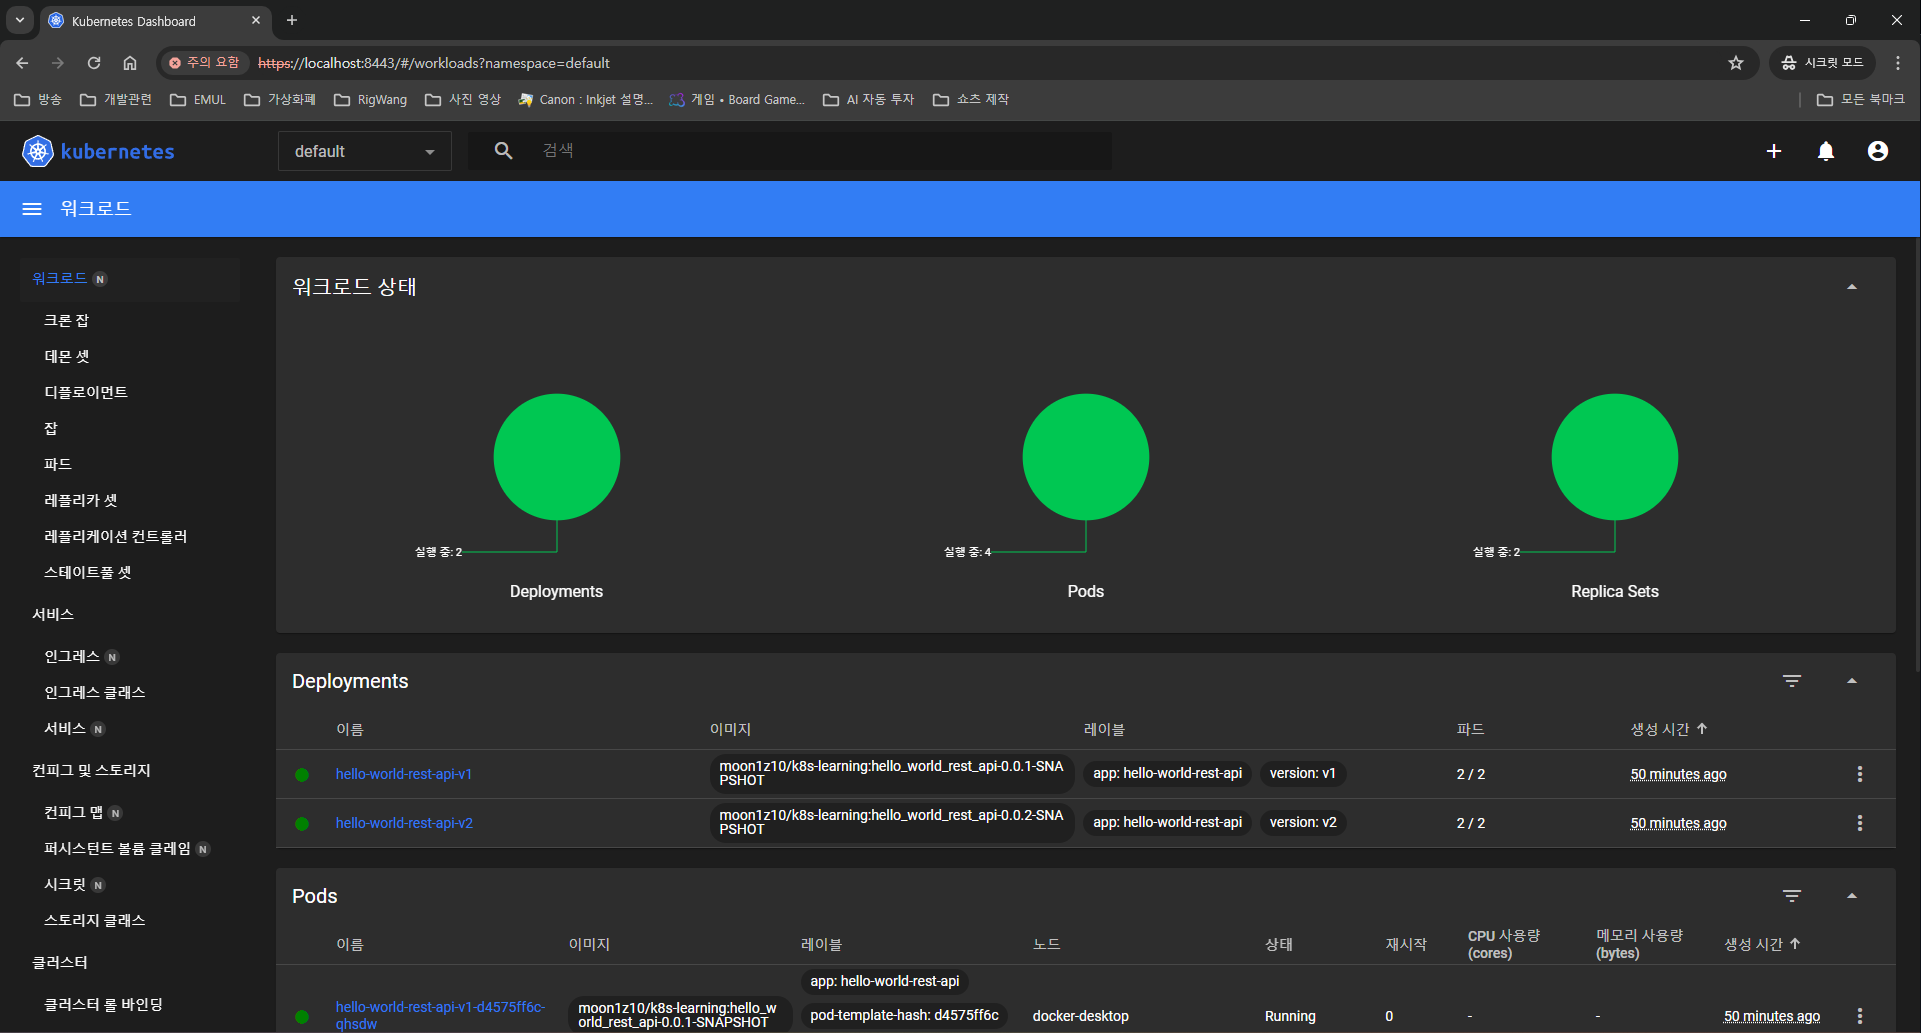 Kubernetes Dashboard
주의 요함
https://localhost:8443/#/workloads?namespace=default
시크릿 모드
방송
개발관련
EMUL
가상화폐
RigWang
사진 영상
Canon : Inkjet 설명...
게임 • Board Game...
AI 자동 투자
쇼츠 제작
모든 북마크
kubernetes
default
검색
워크로드
워크로드 N
크론 잡
데몬 셋
디플로이먼트
잡
파드
레플리카 셋
레플리케이션 컨트롤러
스테이트풀 셋
서비스
인그레스 N
인그레스 클래스
서비스 N
컨피그 및 스토리지
컨피그 맵 N
퍼시스턴트 볼륨 클레임 N
시크릿 N
스토리지 클래스
클러스터
클러스터 롤 바인딩
워크로드 상태
실행 중: 2
Deployments
실행 중: 4
Pods
실행 중: 2
Replica Sets
Deployments
이름 이미지 레이블 파드 생성 시간
hello-world-rest-api-v1
moon1z10/k8s-learning:hello_world_rest_api-0.0.1-SNA
PSHOT
app: hello-world-rest-api
version: v1
2 / 2
50 minutes ago
hello-world-rest-api-v2
moon1z10/k8s-learning:hello_world_rest_api-0.0.2-SNA
PSHOT
app: hello-world-rest-api
version: v2
2 / 2
50 minutes ago
Pods
이름 이미지 레이블 노드 상태 재시작
CPU 사용량
(cores)
메모리 사용량
(bytes)
생성 시간
hello-world-rest-api-v1-d4575ff6c-
qhsdw
moon1z10/k8s-learning:hello_w
orld_rest_api-0.0.1-SNAPSHOT
app: hello-world-rest-api
pod-template-hash: d4575ff6c
docker-desktop
Running
0
-
-
50 minutes ago